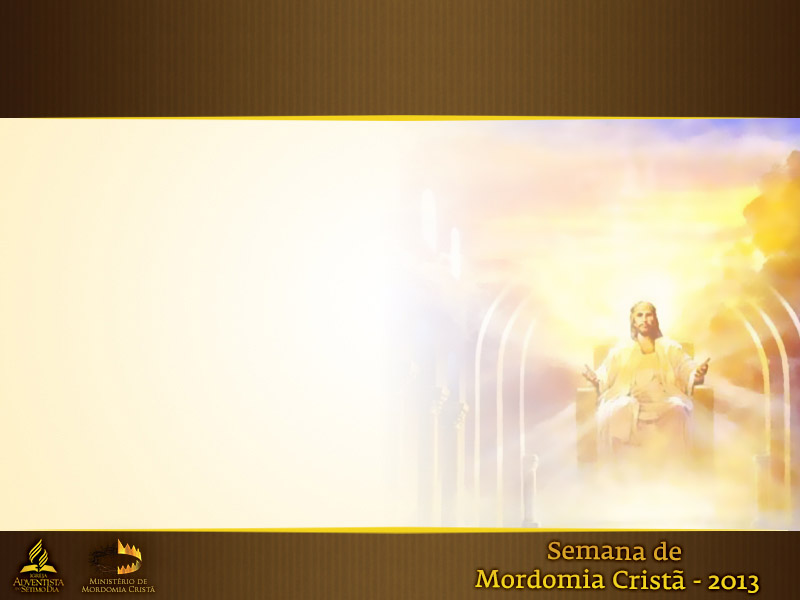 IGREJA
ADVENTISTA
DO SÉTIMO DIA
MINISTÉRIO DE
MORDOMIA CRISTÃ
Semana de
Mordomia Cristã - 2013